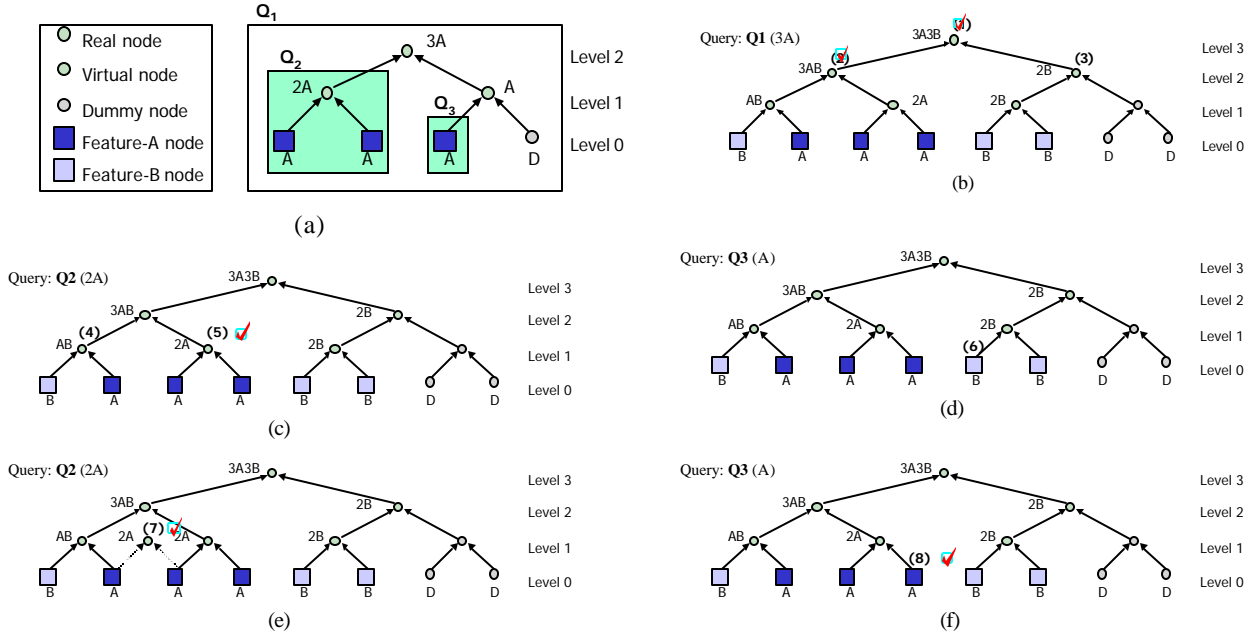 Real node
Virtual node
Dummy node
Feature-A node
Feature-B node
Q1
3A
Level 2
Q2
2A
A
Level 1
Q3
Level 0
A
A
A
D
(a)
Query: Q1 (3A)
3A3B
(1)
Level 3
3AB
(2)
2B
(3)
Level 2
AB
2A
2B
Level 1
Level 0
B
A
A
A
B
B
D
D
(b)
Query: Q2 (2A)
3A3B
Level 3
3AB
2B
Level 2
AB
(4)
2A
(5)
2B
Level 1
Level 0
B
A
A
A
B
B
D
D
(c)
Query: Q3 (A)
3A3B
Level 3
3AB
2B
Level 2
AB
2A
2B
Level 1
(6)
Level 0
B
A
A
A
B
B
D
D
(d)
Query: Q2 (2A)
3A3B
Level 3
3AB
2B
Level 2
AB
2A
(7)
2A
2B
Level 1
Level 0
B
A
A
A
B
B
D
D
(e)
Query: Q3 (A)
3A3B
Level 3
3AB
2B
Level 2
AB
2A
2B
Level 1
(8)
Level 0
B
A
A
A
B
B
D
D
(f)